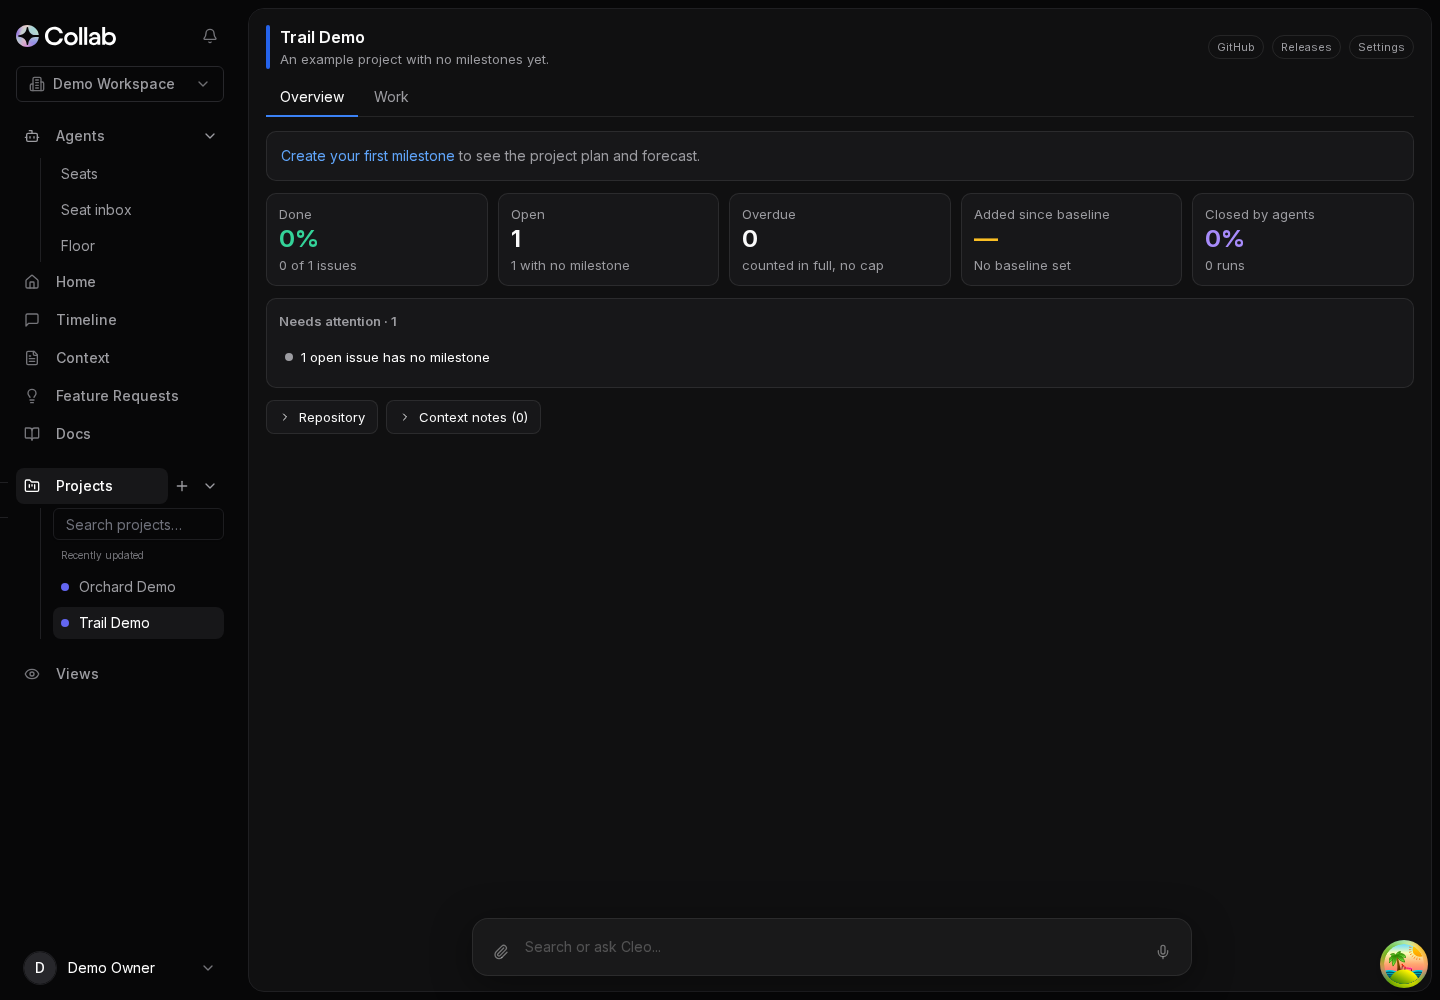 Collab
Demo Workspace
Agents
Seats
Seat inbox
Floor
Home
Timeline
Context
Feature Requests
Docs
Projects
Search projects...
Recently updated
Orchard Demo
Trail Demo
Views
D
Demo Owner
Trail Demo
An example project with no milestones yet.
GitHub
Releases
Settings
Overview
Work
Create your first milestone to see the project plan and forecast.
Done
0%
0 of 1 issues
Open
1
1 with no milestone
Overdue
0
counted in full, no cap
Added since baseline
—
No baseline set
Closed by agents
0%
0 runs
Needs attention · 1
1 open issue has no milestone
Repository
Context notes (0)
Search or ask Cleo...